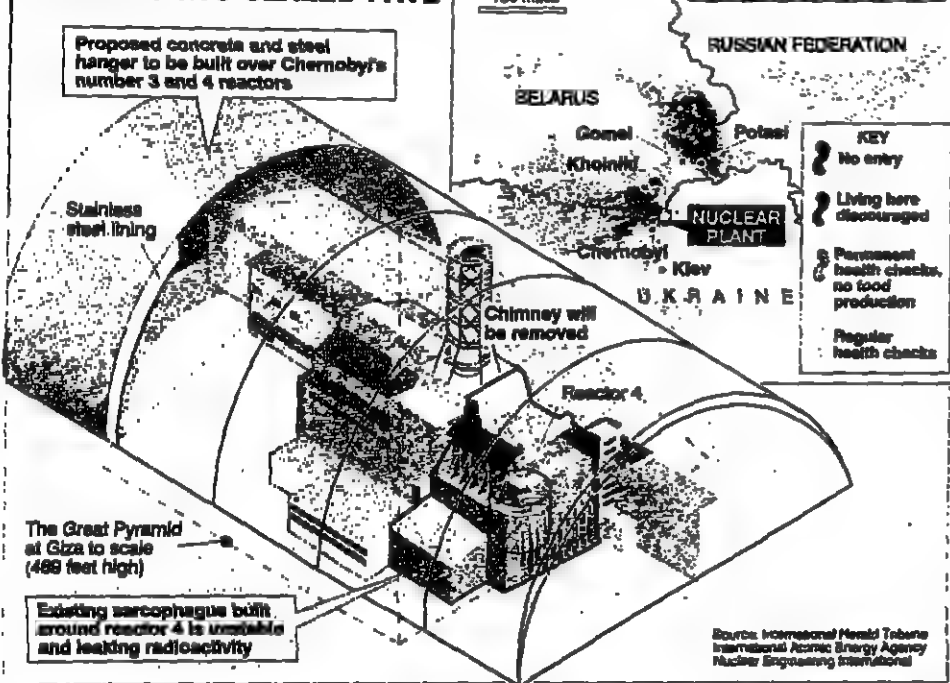 Proposed concrete and steel
hanger to be built over Chernobyl's
number 3 and 4 reactors
Stainless
steel lining
Chimney will
be removed
Reactor 4
The Great Pyramid
at Giza to scale
(469 feet high)
Existing sarcophagus built
around reactor 4 is unstable
and leaking radioactivity
RUSSIAN FEDERATION
BELARUS
Gomel
Khoiniki
NUCLEAR
PLANT
Chernobyl
Kiev
UKRAINE
KEY
No entry
Living here
discouraged
Permanent
health checks,
no food
production
Regular
health checks
Source: International Herald Tribune
International Atomic Energy Agency
Nuclear Engineering International